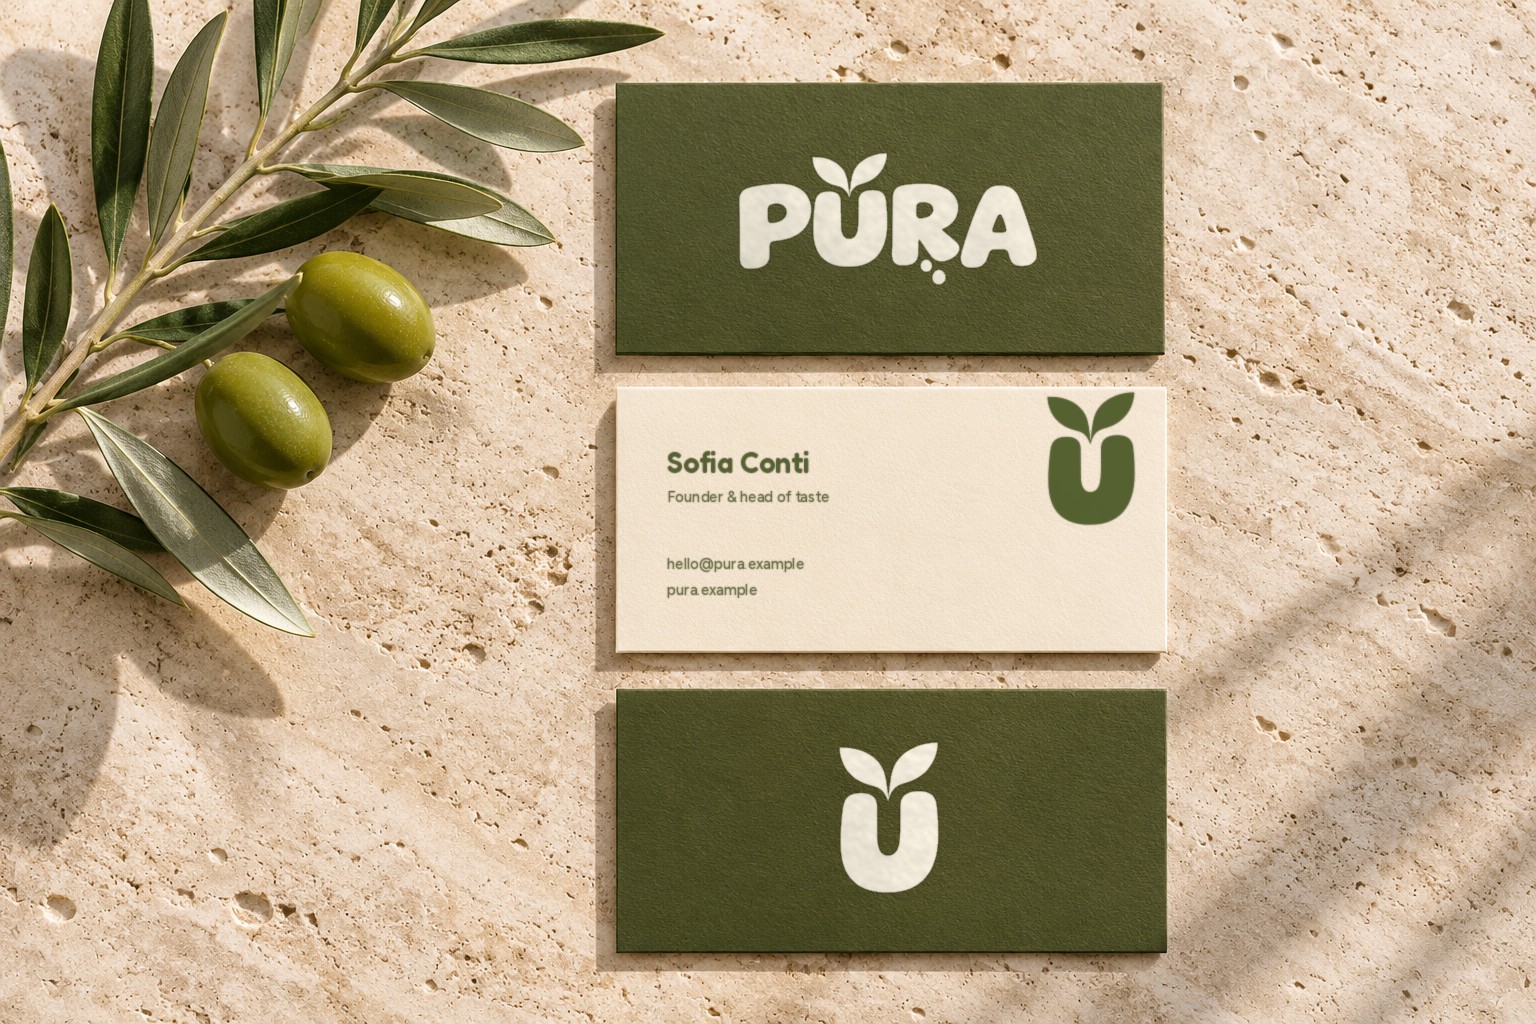 PURA
Sofia Conti
Founder & head of taste
hello@pura.example
pura.example
U